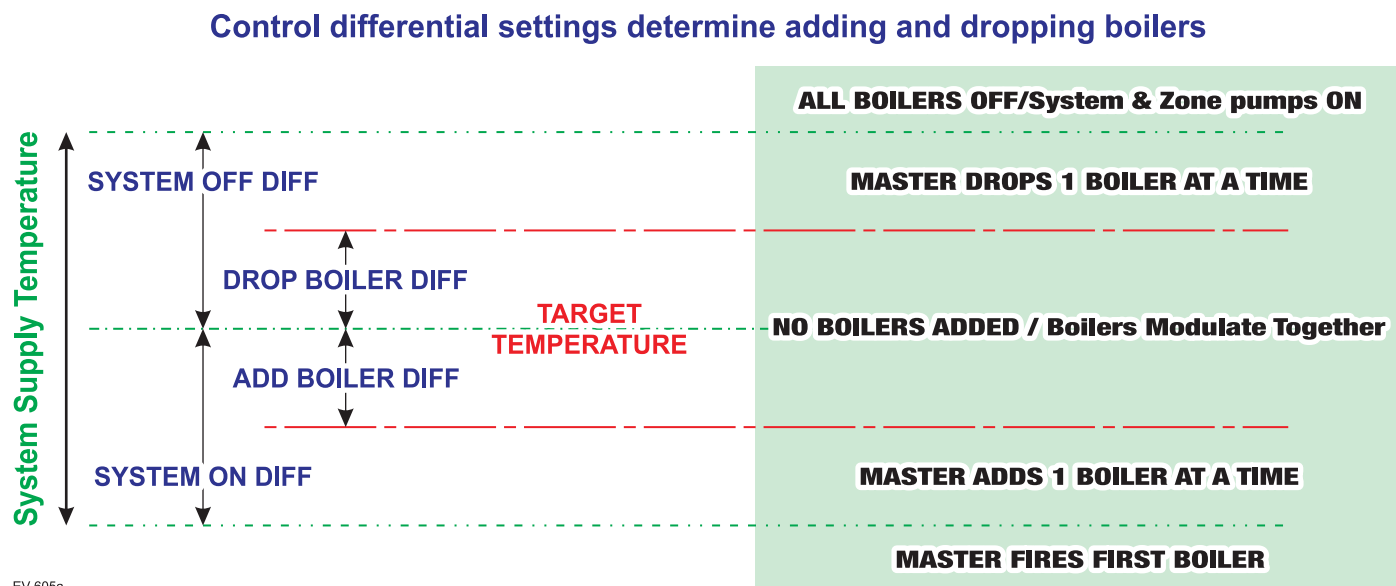 Control differential settings determine adding and dropping boilers
System Supply Temperature
ALL BOILERS OFF/System & Zone pumps ON
SYSTEM OFF DIFF
MASTER DROPS 1 BOILER AT A TIME
DROP BOILER DIFF
TARGET
TEMPERATURE
NO BOILERS ADDED / Boilers Modulate Together
ADD BOILER DIFF
SYSTEM ON DIFF
MASTER ADDS 1 BOILER AT A TIME
MASTER FIRES FIRST BOILER